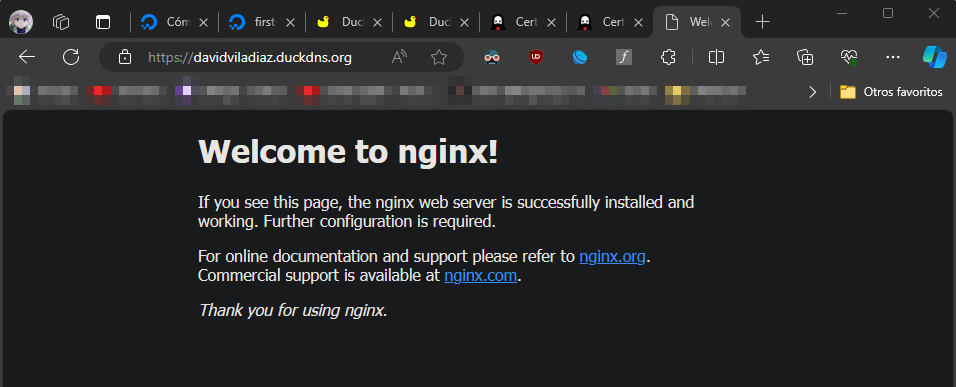 Cóm
first-
Duck
Duck
Cert
Cert
Welc
https://davidviladiaz.duckdns.org
Otros favoritos
Welcome to nginx!
If you see this page, the nginx web server is successfully installed and
working. Further configuration is required.
For online documentation and support please refer to nginx.org.
Commercial support is available at nginx.com.
Thank you for using nginx.